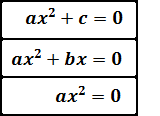 ax² + c = 0
ax² + bx = 0
ax² = 0